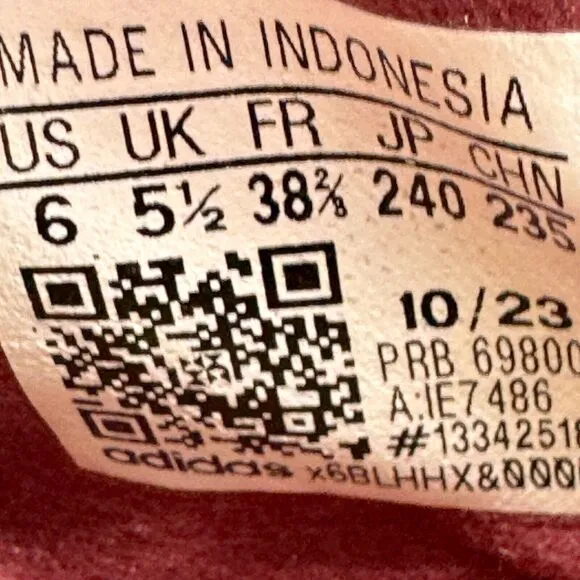 MADE IN INDONESIA
US UK FR JP CHN
6 5½ 38⅔ 240 235
10/23
PRB 69800
A:IE7486
#13342518
adidas x6BLHHX&000